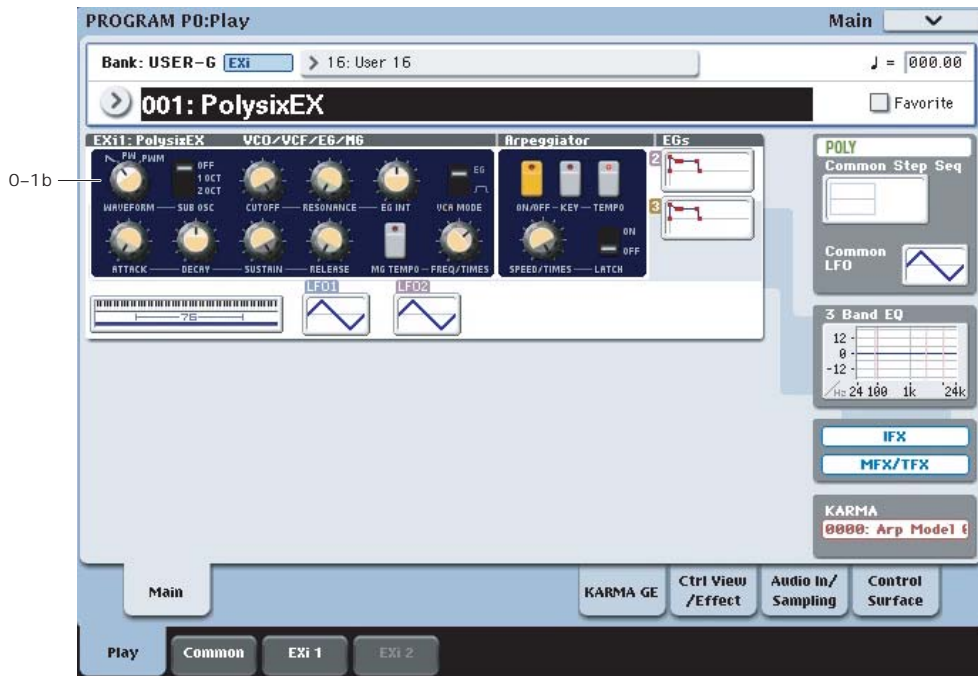 PROGRAM P0:Play
Main
Bank: USER-G EXi
16: User 16
♩ = 000.00
001: PolysixEX
Favorite
EXi1: PolysixEX VCO/VCF/EG/MG Arpeggiator EGs
PW PWM
OFF
1 OCT
2 OCT
EG
WAVEFORM SUB OSC CUTOFF RESONANCE EG INT VCA MODE
ON/OFF KEY TEMPO
2
3
ON
OFF
ATTACK DECAY SUSTAIN RELEASE MG TEMPO FREQ/TIMES
SPEED/TIMES LATCH
76
LFO1
LFO2
0-1b
POLY
Common Step Seq
Common
LFO
3 Band EQ
12
0
-12
Hz 24 100 1k 24k
IFX
MFX/TFX
KARMA
0000: Arp Model
Main
KARMA GE
Ctrl View
/Effect
Audio In/
Sampling
Control
Surface
Play
Common
EXi 1
EXi 2